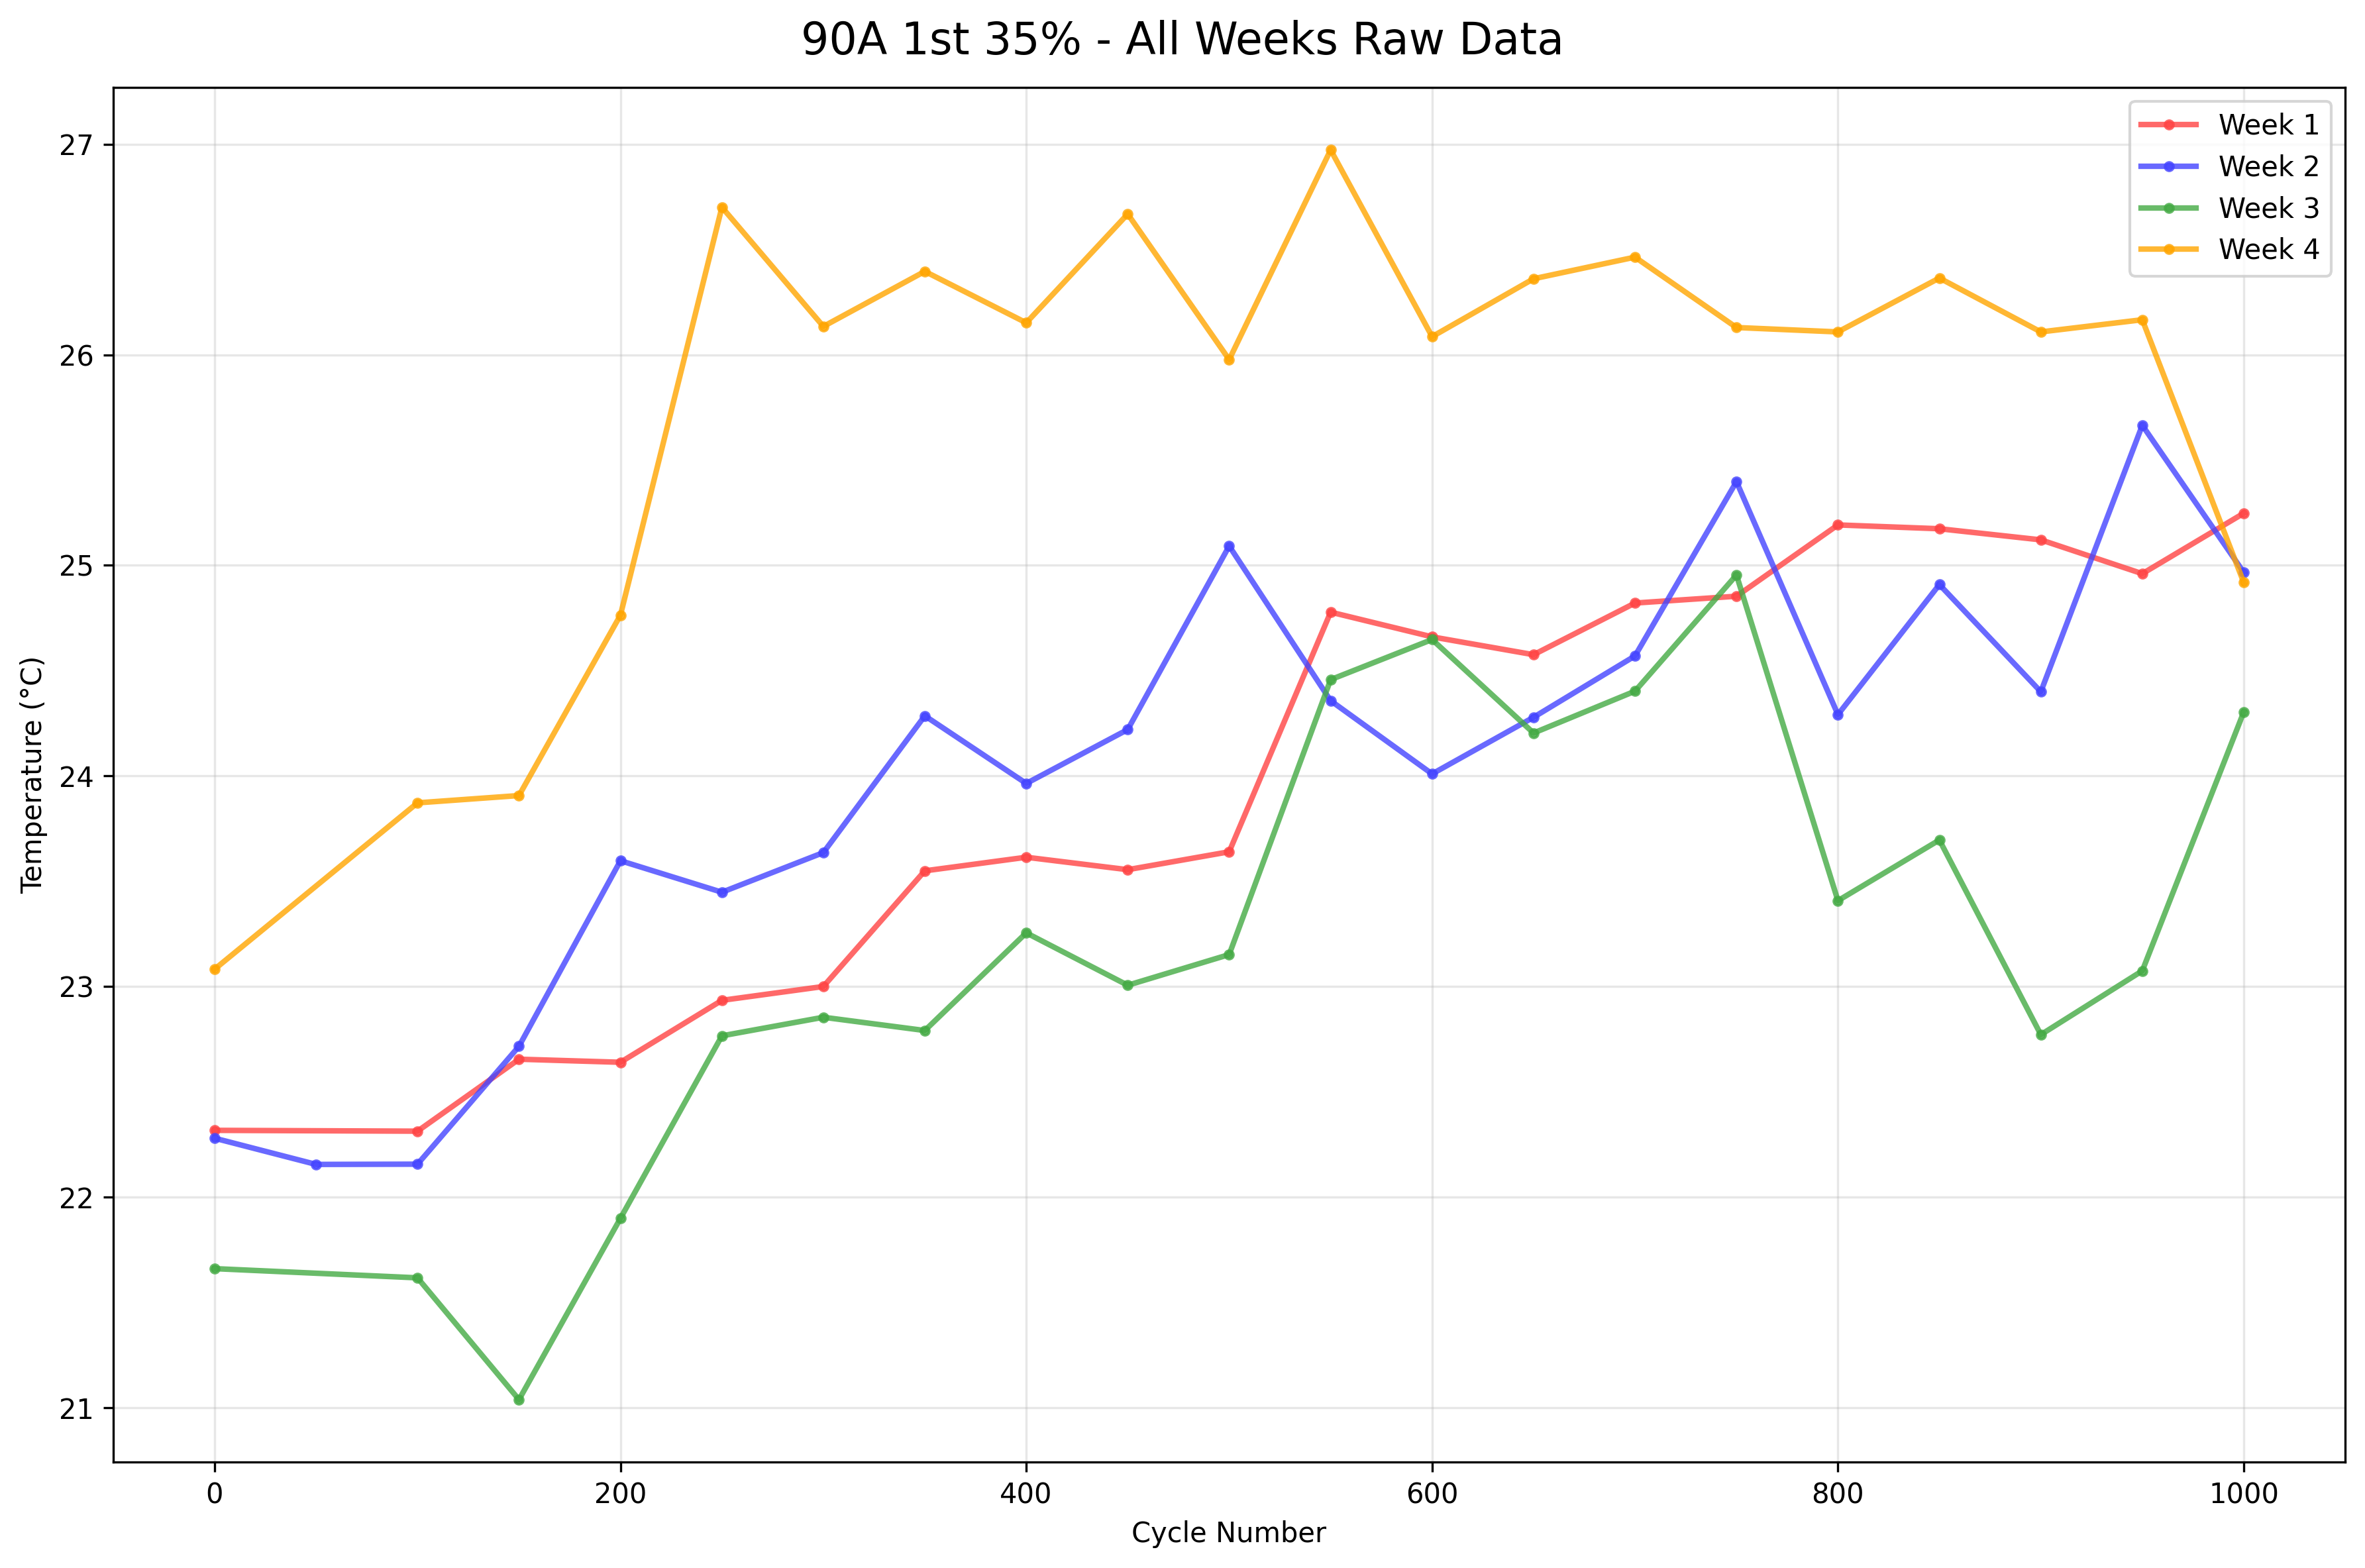 90A 1st 35% - All Weeks Raw Data
Week 1
Week 2
Week 3
Week 4
27
26
25
24
23
22
21
Temperature (°C)
0 200 400 600 800 1000
Cycle Number